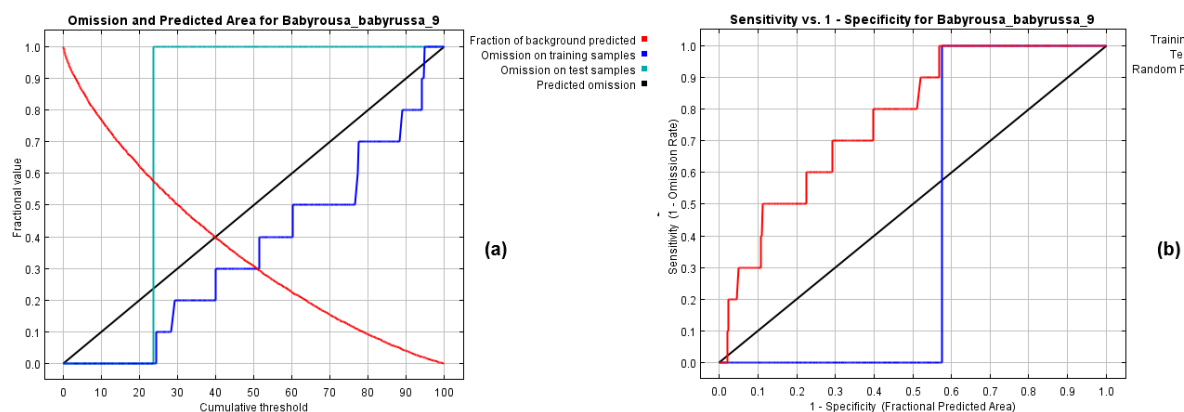 Omission and Predicted Area for Babyrousa_babyrussa_9
Fraction of background predicted
Omission on training samples
Omission on test samples
Predicted omission
Fractional value
1.0
0.9
0.8
0.7
0.6
0.5
0.4
0.3
0.2
0.1
0.0
0 10 20 30 40 50 60 70 80 90 100
Cumulative threshold
(a)
Sensitivity vs. 1 - Specificity for Babyrousa_babyrussa_9
Trainin
Te
Random P
Sensitivity (1 - Omission Rate)
1.0
0.9
0.8
0.7
0.6
0.5
0.4
0.3
0.2
0.1
0.0
0.0 0.1 0.2 0.3 0.4 0.5 0.6 0.7 0.8 0.9 1.0
1 - Specificity (Fractional Predicted Area)
(b)